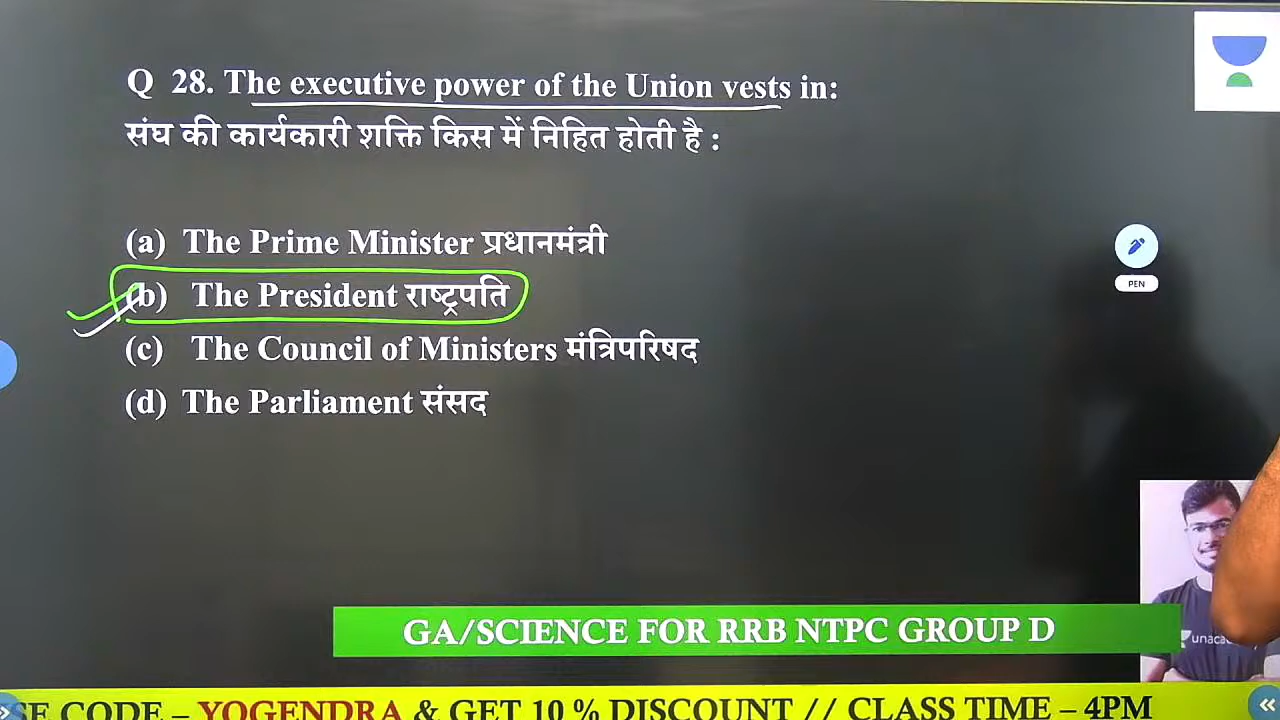 Q 28. The executive power of the Union vests in:
संघ की कार्यकारी शक्ति किस में निहित होती है :
(a) The Prime Minister प्रधानमंत्री
(b) The President राष्ट्रपति
(c) The Council of Ministers मंत्रिपरिषद
(d) The Parliament संसद
PEN
GA/SCIENCE FOR RRB NTPC GROUP D
SE CODE – YOGENDRA & GET 10 % DISCOUNT // CLASS TIME – 4PM